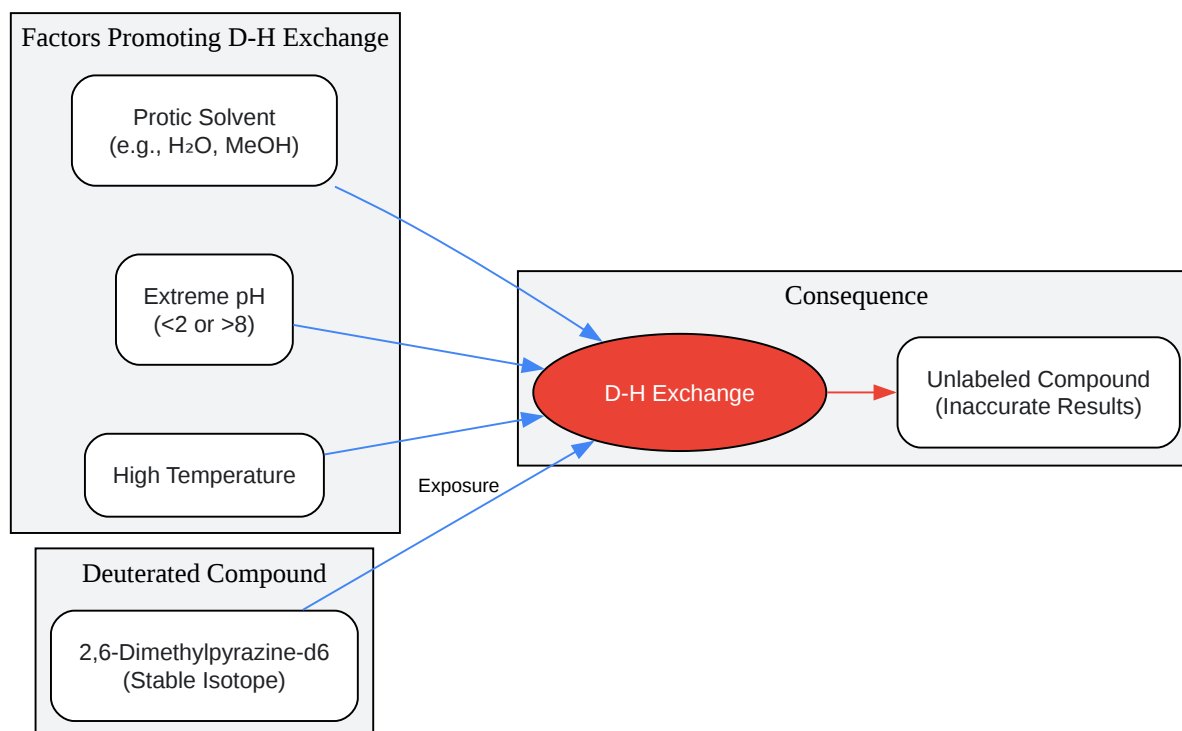 Factors Promoting D-H Exchange
Protic Solvent
(e.g., H₂O, MeOH)
Extreme pH
(<2 or >8)
High Temperature
Deuterated Compound
2,6-Dimethylpyrazine-d6
(Stable Isotope)
Exposure
Consequence
D-H Exchange
Unlabeled Compound
(Inaccurate Results)